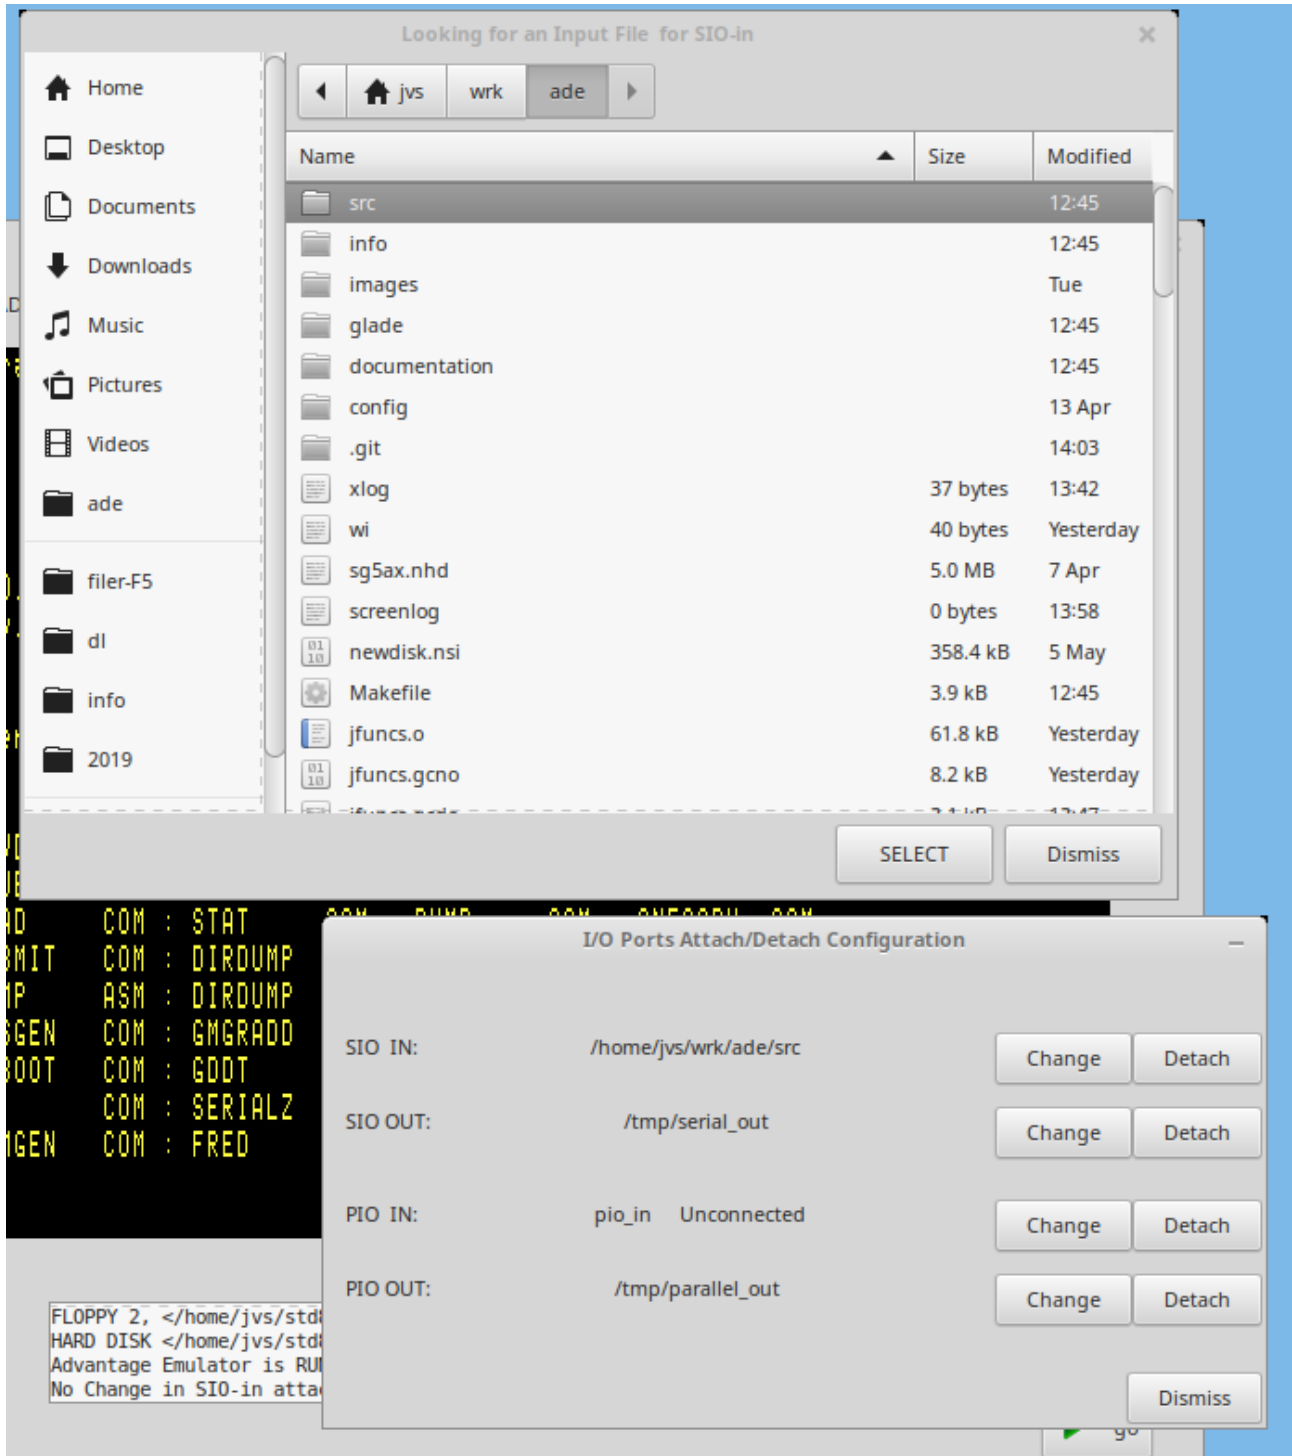 Looking for an Input File for SIO-in
Home
Desktop
Documents
Downloads
Music
Pictures
Videos
ade
filer-F5
dl
info
2019
jvs wrk ade
Name Size Modified
src 12:45
info 12:45
images Tue
glade 12:45
documentation 12:45
config 13 Apr
.git 14:03
xlog 37 bytes 13:42
wi 40 bytes Yesterday
sg5ax.nhd 5.0 MB 7 Apr
screenlog 0 bytes 13:58
newdisk.nsi 358.4 kB 5 May
Makefile 3.9 kB 12:45
jfuncs.o 61.8 kB Yesterday
jfuncs.gcno 8.2 kB Yesterday
SELECT Dismiss
COM : STAT
COM : DIRDUMP
ASM : DIRDUMP
COM : GMGRADD
COM : GDDT
COM : SERIALZ
COM : FRED
I/O Ports Attach/Detach Configuration
SIO IN: /home/jvs/wrk/ade/src Change Detach
SIO OUT: /tmp/serial_out Change Detach
PIO IN: pio_in Unconnected Change Detach
PIO OUT: /tmp/parallel_out Change Detach
Dismiss
FLOPPY 2, </home/jvs/std
HARD DISK </home/jvs/std
Advantage Emulator is RU
No Change in SIO-in atta
go